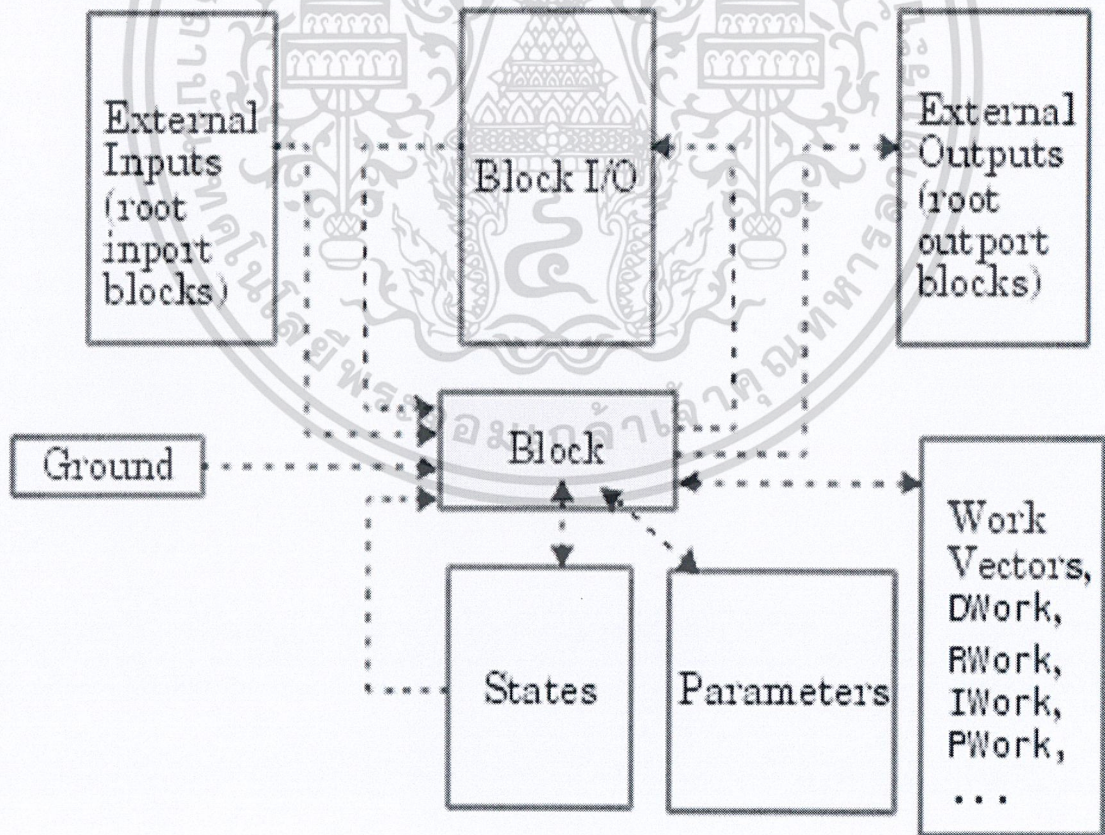 External
Inputs
(root
inport
blocks)
Block I/O
External
Outputs
(root
outport
blocks)
Ground
Block
Work
Vectors,
DWork,
RWork,
IWork,
PWork,
...
States
Parameters